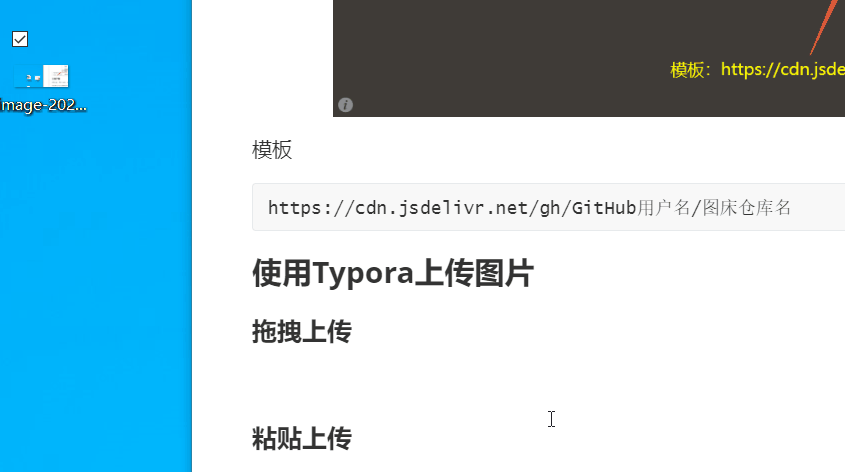 模板：https://cdn.jsde
mage-202...
模板
https://cdn.jsdelivr.net/gh/GitHub用户名/图床仓库名
使用Typora上传图片
拖拽上传
粘贴上传